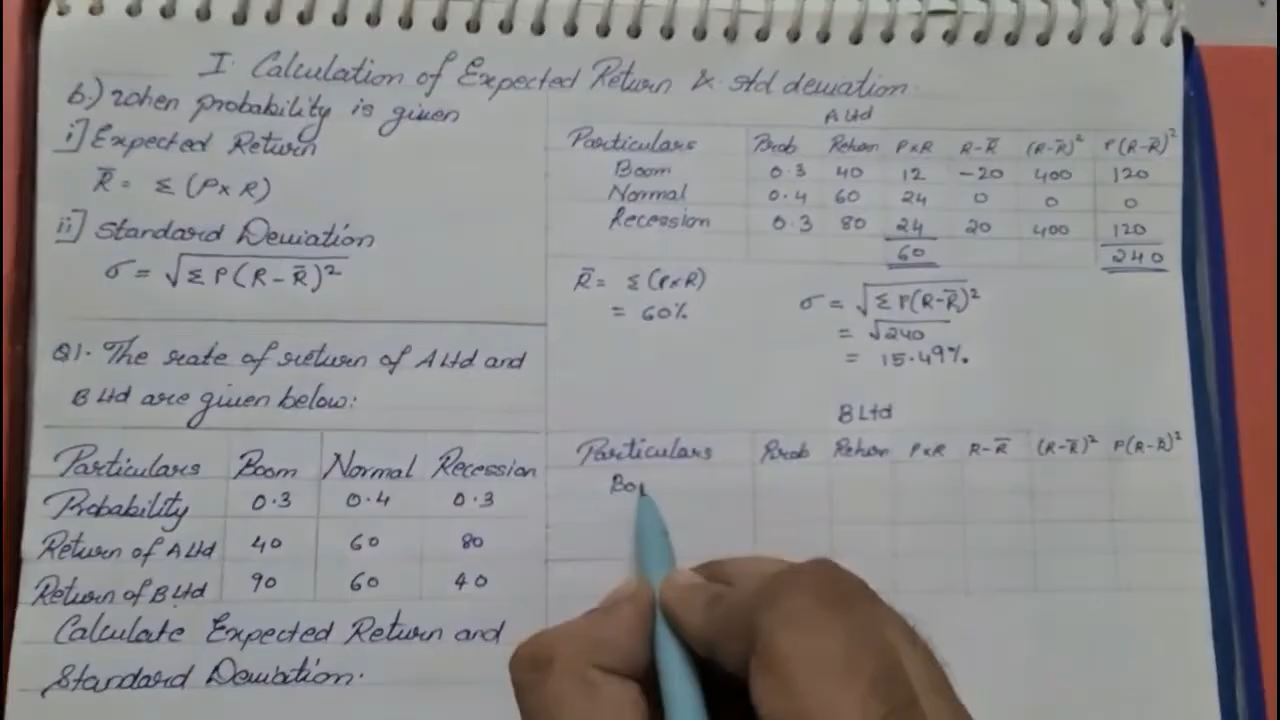 I. Calculation of Expected Return & Std deviation.
b.) When probability is given
i] Expected Return
R̄ = Σ (P×R)
ii] Standard Deviation
σ = √Σ P(R-R̄)²
Q1. The rate of return of A Ltd and
B Ltd are given below:
Particulars Boom Normal Recession
Probability 0.3 0.4 0.3
Return of A Ltd 40 60 80
Return of B Ltd 90 60 40
Calculate Expected Return and
Standard Deviation.
A Ltd
Particulars Prob Return P×R R-R̄ (R-R̄)² P(R-R̄)²
Boom 0.3 40 12 -20 400 120
Normal 0.4 60 24 0 0 0
Recession 0.3 80 24 20 400 120
60 240
R̄ = Σ (P×R)
= 60%
σ = √Σ P(R-R̄)²
= √240
= 15.49%
B Ltd
Particulars Prob Return P×R R-R̄ (R-R̄)² P(R-R̄)²
Bo